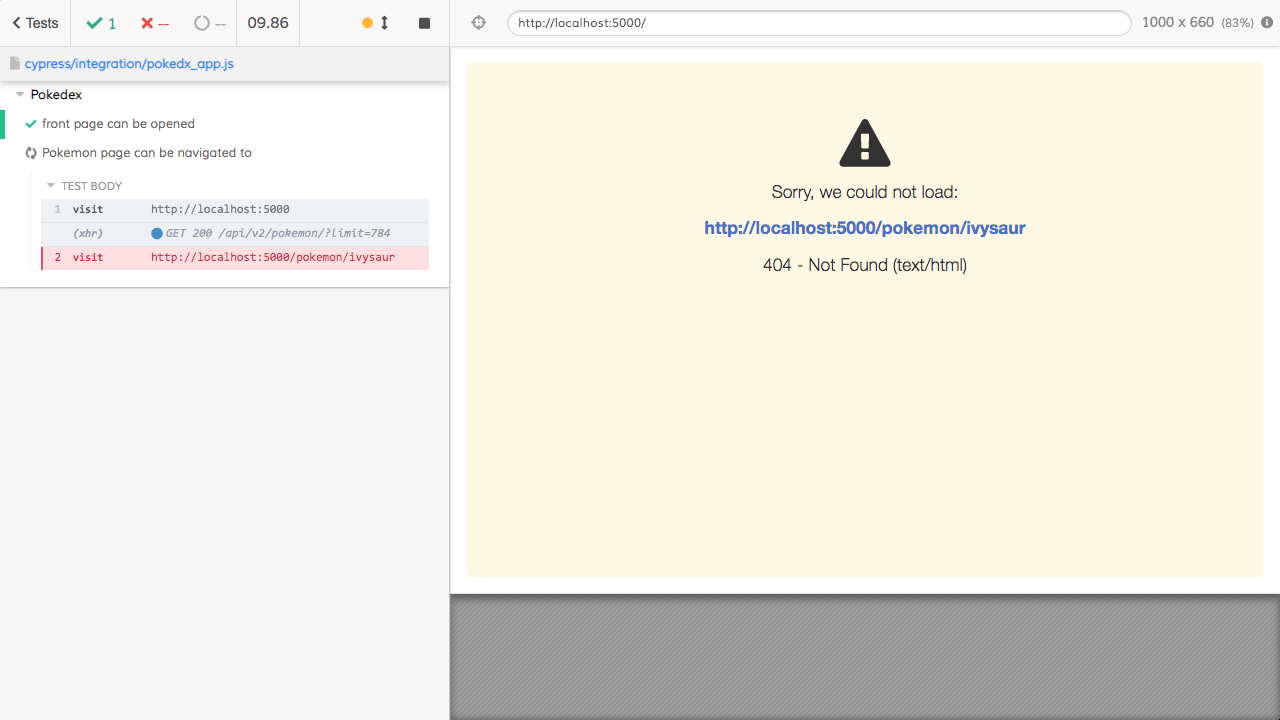 Tests
1
--
--
09.86
http://localhost:5000/
1000 x 660 (83%)
cypress/integration/pokedx_app.js
Pokedex
front page can be opened
Pokemon page can be navigated to
TEST BODY
1 visit http://localhost:5000
(xhr) GET 200 /api/v2/pokemon/?limit=784
2 visit http://localhost:5000/pokemon/ivysaur
Sorry, we could not load:
http://localhost:5000/pokemon/ivysaur
404 - Not Found (text/html)